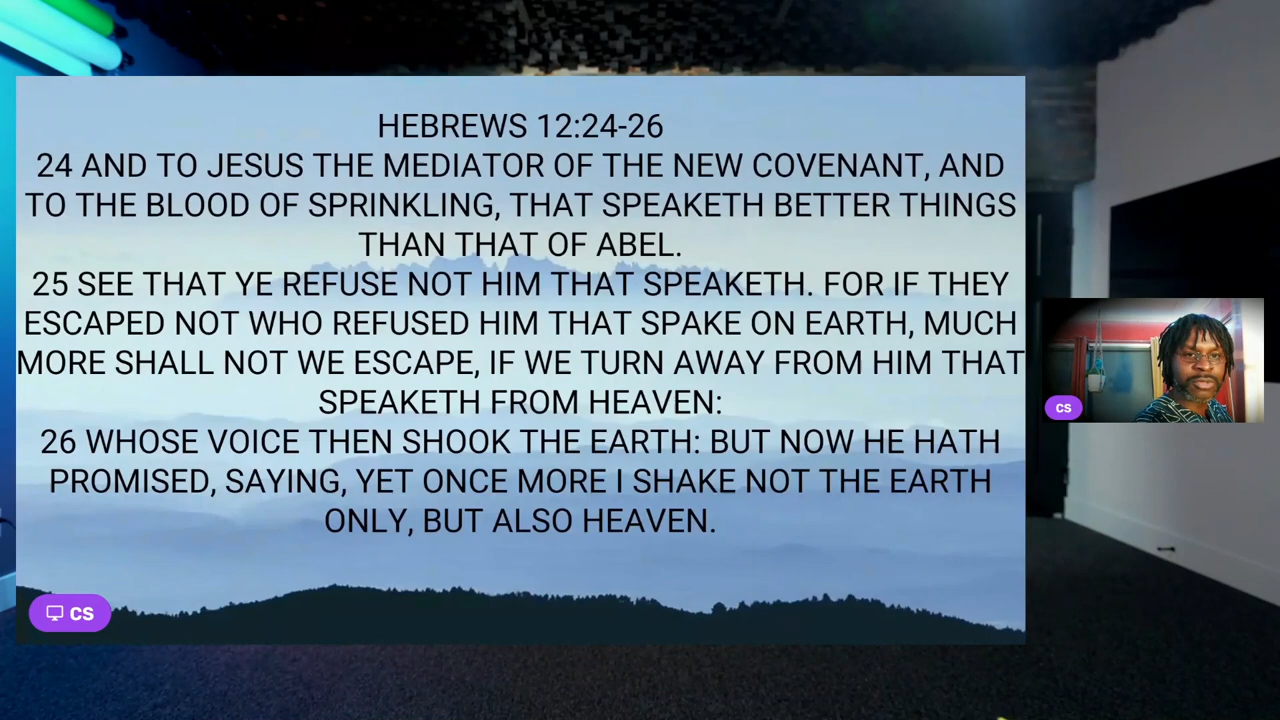 HEBREWS 12:24-26
24 AND TO JESUS THE MEDIATOR OF THE NEW COVENANT, AND
TO THE BLOOD OF SPRINKLING, THAT SPEAKETH BETTER THINGS
THAN THAT OF ABEL.
25 SEE THAT YE REFUSE NOT HIM THAT SPEAKETH. FOR IF THEY
ESCAPED NOT WHO REFUSED HIM THAT SPAKE ON EARTH, MUCH
MORE SHALL NOT WE ESCAPE, IF WE TURN AWAY FROM HIM THAT
SPEAKETH FROM HEAVEN:
26 WHOSE VOICE THEN SHOOK THE EARTH: BUT NOW HE HATH
PROMISED, SAYING, YET ONCE MORE I SHAKE NOT THE EARTH
ONLY, BUT ALSO HEAVEN.
CS
CS